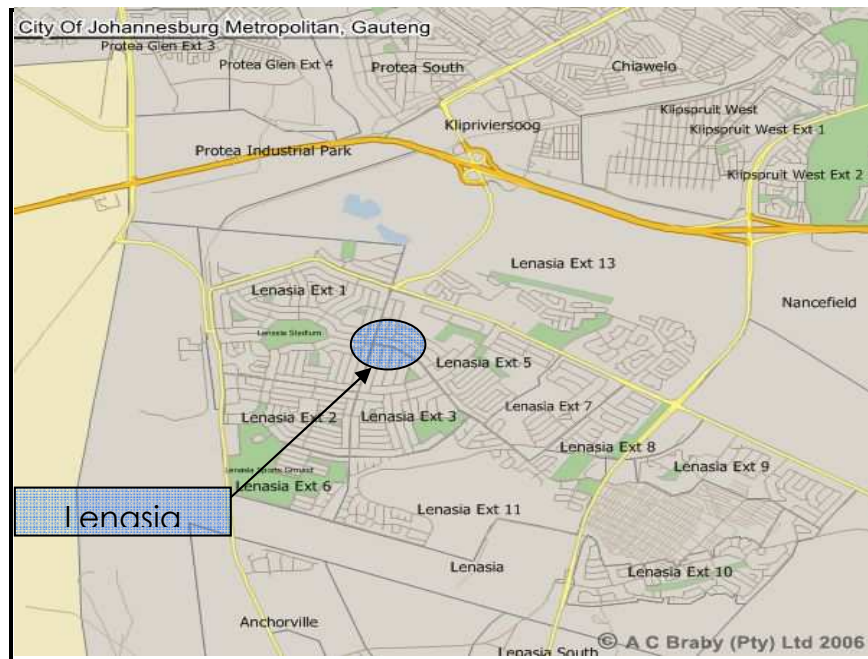 City Of Johannesburg Metropolitan, Gauteng
Protea Glen Ext 3
Protea Glen Ext 4
Protea South
Chiawelo
Klipspruit West
Klipriviersoog
Klipspruit West Ext 1
Protea Industrial Park
Klipspruit West Ext 2
Lenasia Ext 13
Lenasia Ext 1
Nancefield
Lenasia Stadium
Lenasia Ext 5
Lenasia Ext 7
Lenasia Ext 2
Lenasia Ext 3
Lenasia Ext 8
Lenasia Sports Ground
Lenasia Ext 9
Lenasia Ext 6
Lenasia
Lenasia Ext 11
Lenasia
Lenasia Ext 10
Anchorville
Lenasia South
© A C Braby (Pty) Ltd 2006